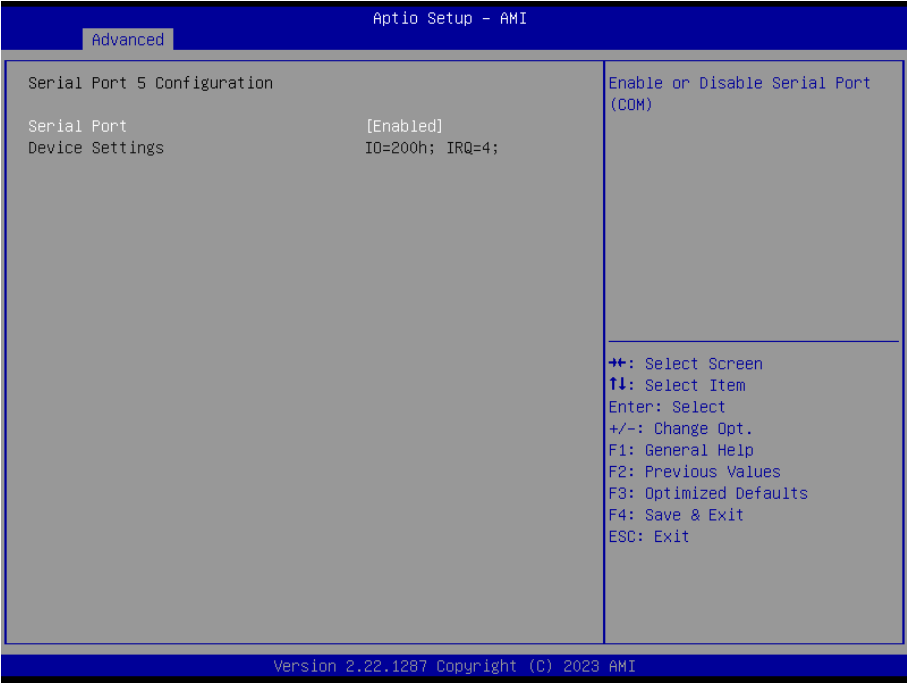 Aptio Setup – AMI
Advanced
Serial Port 5 Configuration
Serial Port [Enabled]
Device Settings IO=200h; IRQ=4;
Enable or Disable Serial Port
(COM)
→←: Select Screen
↑↓: Select Item
Enter: Select
+/-: Change Opt.
F1: General Help
F2: Previous Values
F3: Optimized Defaults
F4: Save & Exit
ESC: Exit
Version 2.22.1287 Copyright (C) 2023 AMI